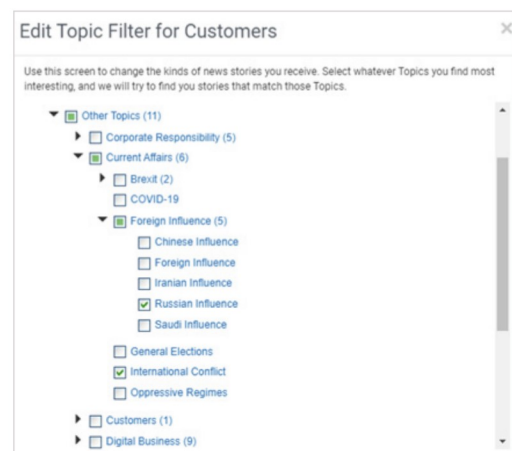 Edit Topic Filter for Customers
Use this screen to change the kinds of news stories you receive. Select whatever Topics you find most
interesting, and we will try to find you stories that match those Topics.
Other Topics (11)
Corporate Responsibility (5)
Current Affairs (6)
Brexit (2)
COVID-19
Foreign Influence (5)
Chinese Influence
Foreign Influence
Iranian Influence
Russian Influence
Saudi Influence
General Elections
International Conflict
Oppressive Regimes
Customers (1)
Digital Business (9)